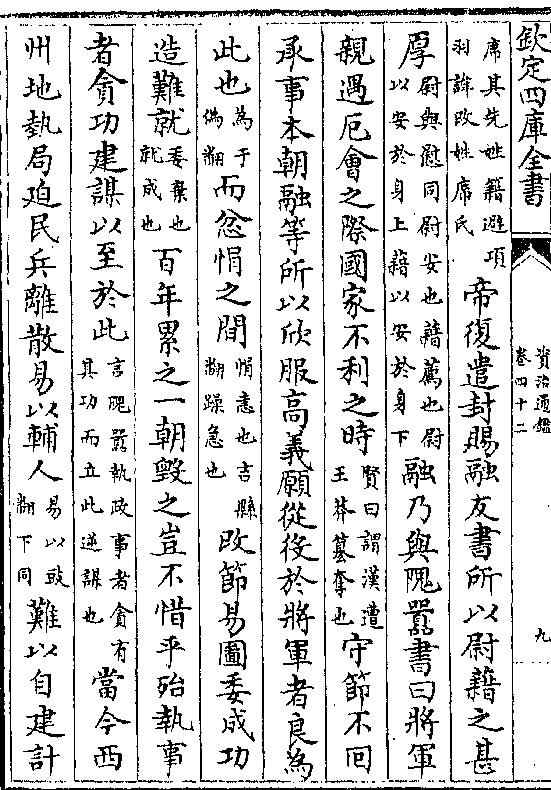 欽定四庫全書
資治通鑑
卷四十二
九
席其先姓籍避項羽諱改姓席氏帝復遣封賜融友書所以尉藉之甚
厚尉與慰同尉安也藉薦也尉以安於身上藉以安於身下融乃與隗囂書曰將軍
親遇厄會之際國家不利之時賢曰謂漢遭王莽篡奪也守節不回
承事本朝融等所以欣服高義願從役於將軍者良為
此也為于偽翻而忿悁之間悁恚也吉縣翻躁急也改節易圖委成功
造難就委棄也就成也百年累之一朝毀之豈不惜乎殆執事
者貪功建謀以至於此言隗囂執政事者貪有其功而立此逆謀也當今西
州地埶局迫民兵離散易以輔人易以豉翻下同難以自建計